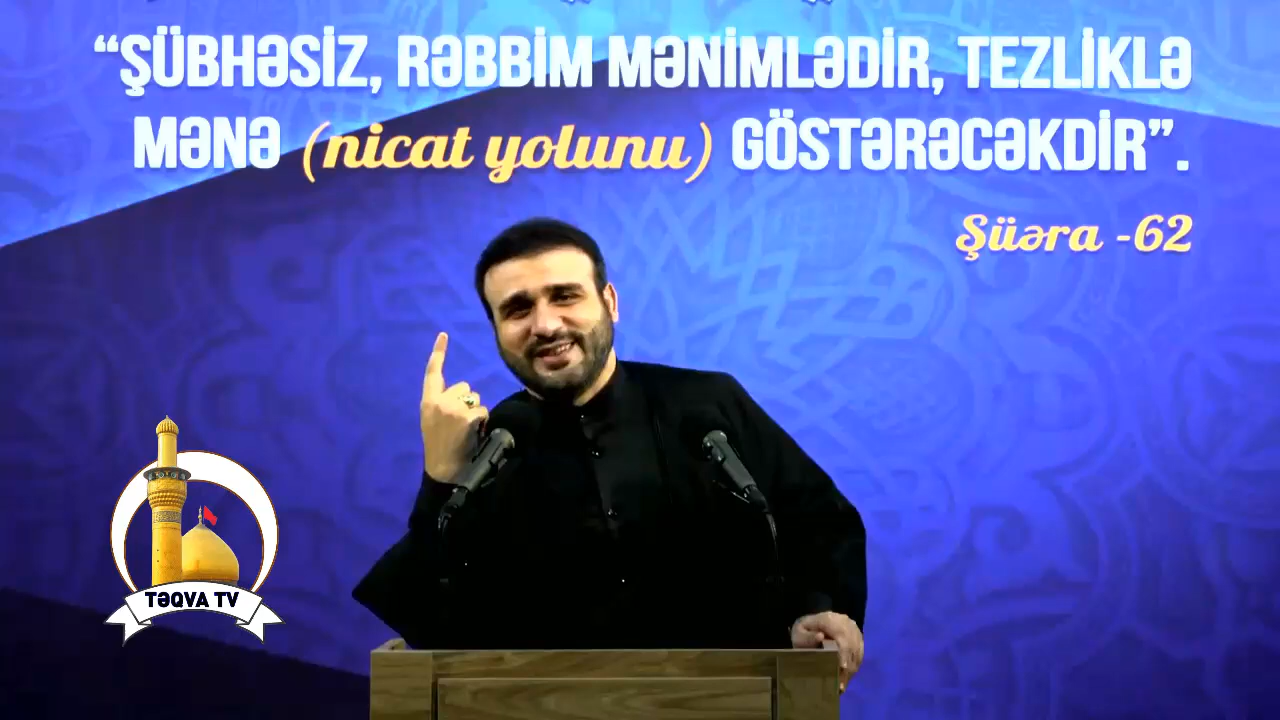 “ŞÜBHƏSİZ, RƏBBİM MƏNİMLƏDİR, TEZLİKLƏ
MƏNƏ (nicat yolunu) GÖSTƏRƏCƏKDİR”.
Şüəra -62
TƏQVA TV